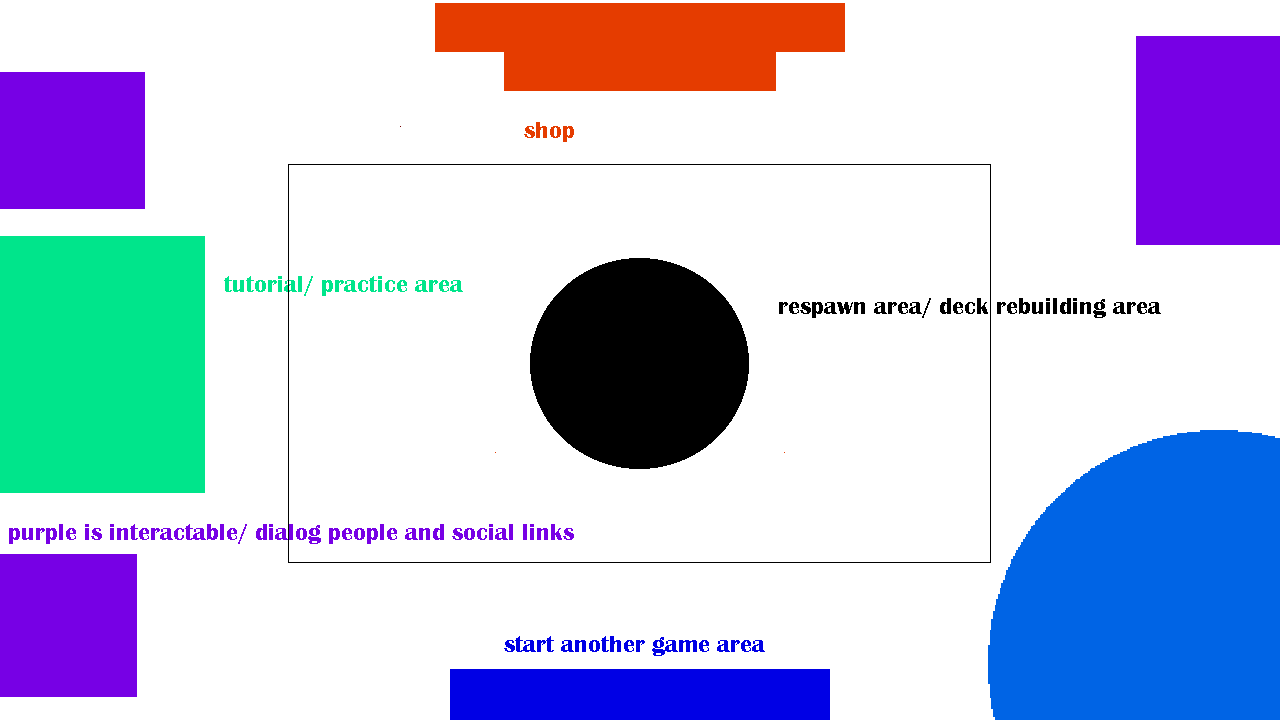 shop
tutorial/ practice area
respawn area/ deck rebuilding area
purple is interactable/ dialog people and social links
start another game area